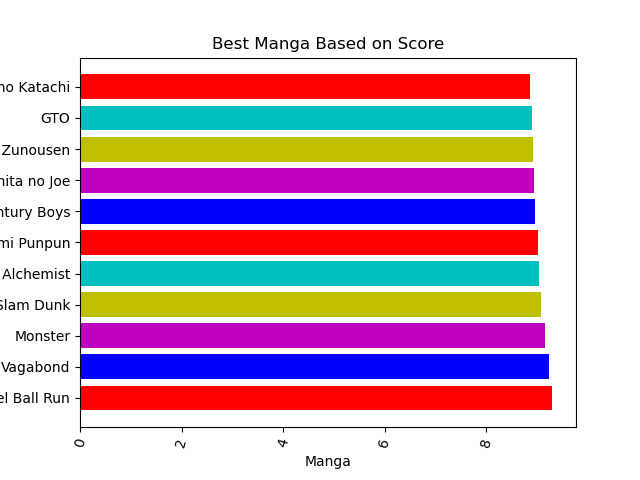 Best Manga Based on Score
no Katachi
GTO
Zunousen
hita no Joe
ntury Boys
mi Punpun
Alchemist
Slam Dunk
Monster
Vagabond
el Ball Run
0 2 4 6 8
Manga